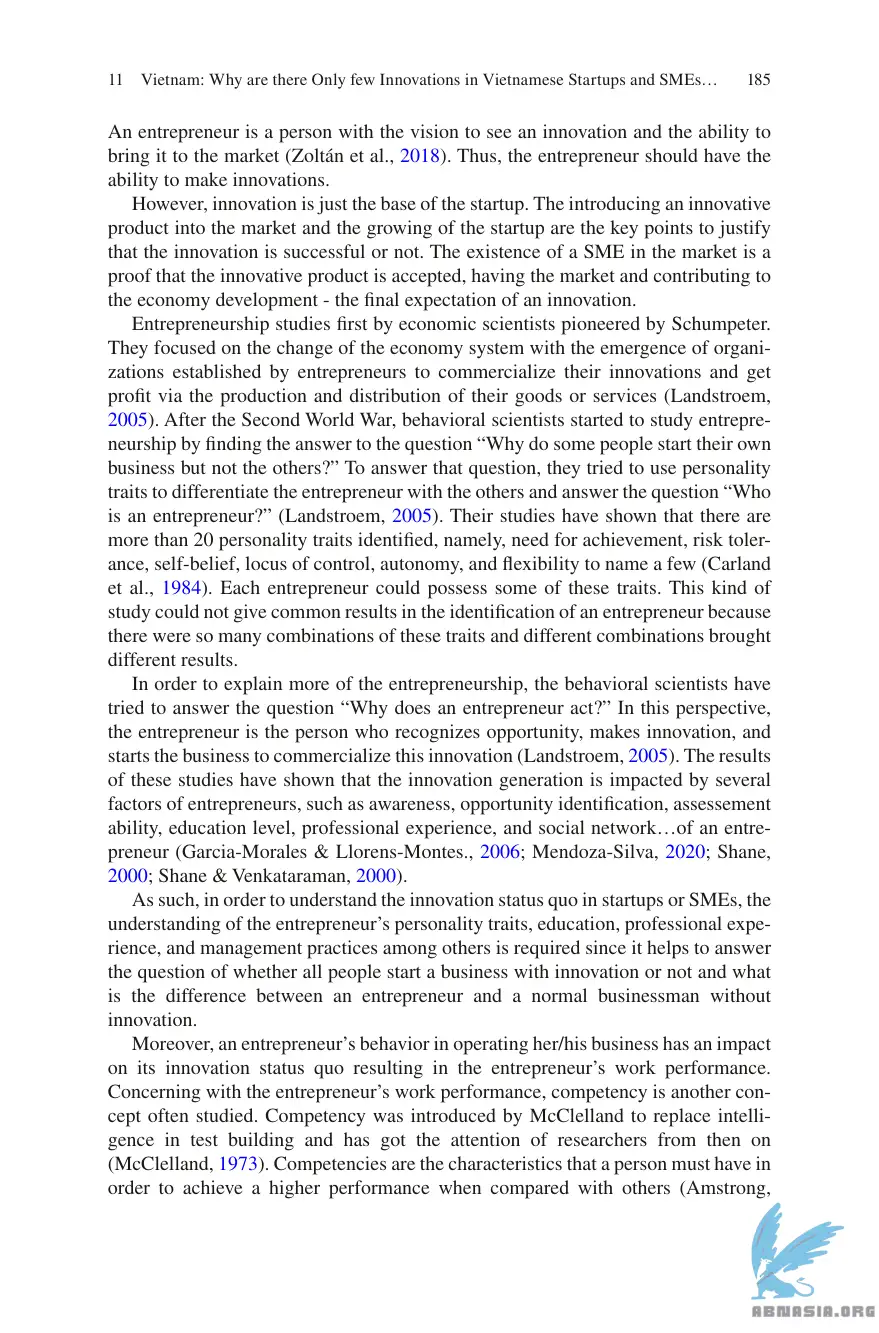 11 Vietnam: Why are there Only few Innovations in Vietnamese Startups and SMEs… 185
An entrepreneur is a person with the vision to see an innovation and the ability to
bring it to the market (Zoltán et al., 2018). Thus, the entrepreneur should have the
ability to make innovations.
However, innovation is just the base of the startup. The introducing an innovative
product into the market and the growing of the startup are the key points to justify
that the innovation is successful or not. The existence of a SME in the market is a
proof that the innovative product is accepted, having the market and contributing to
the economy development - the final expectation of an innovation.
Entrepreneurship studies first by economic scientists pioneered by Schumpeter.
They focused on the change of the economy system with the emergence of organi-
zations established by entrepreneurs to commercialize their innovations and get
profit via the production and distribution of their goods or services (Landstroem,
2005). After the Second World War, behavioral scientists started to study entrepre-
neurship by finding the answer to the question “Why do some people start their own
business but not the others?” To answer that question, they tried to use personality
traits to differentiate the entrepreneur with the others and answer the question “Who
is an entrepreneur?” (Landstroem, 2005). Their studies have shown that there are
more than 20 personality traits identified, namely, need for achievement, risk toler-
ance, self-belief, locus of control, autonomy, and flexibility to name a few (Carland
et al., 1984). Each entrepreneur could possess some of these traits. This kind of
study could not give common results in the identification of an entrepreneur because
there were so many combinations of these traits and different combinations brought
different results.
In order to explain more of the entrepreneurship, the behavioral scientists have
tried to answer the question “Why does an entrepreneur act?” In this perspective,
the entrepreneur is the person who recognizes opportunity, makes innovation, and
starts the business to commercialize this innovation (Landstroem, 2005). The results
of these studies have shown that the innovation generation is impacted by several
factors of entrepreneurs, such as awareness, opportunity identification, assessement
ability, education level, professional experience, and social network…of an entre-
preneur (Garcia-Morales & Llorens-Montes., 2006; Mendoza-Silva, 2020; Shane,
2000; Shane & Venkataraman, 2000).
As such, in order to understand the innovation status quo in startups or SMEs, the
understanding of the entrepreneur’s personality traits, education, professional expe-
rience, and management practices among others is required since it helps to answer
the question of whether all people start a business with innovation or not and what
is the difference between an entrepreneur and a normal businessman without
innovation.
Moreover, an entrepreneur’s behavior in operating her/his business has an impact
on its innovation status quo resulting in the entrepreneur’s work performance.
Concerning with the entrepreneur’s work performance, competency is another con-
cept often studied. Competency was introduced by McClelland to replace intelli-
gence in test building and has got the attention of researchers from then on
(McClelland, 1973). Competencies are the characteristics that a person must have in
order to achieve a higher performance when compared with others (Amstrong,
ABNASIA.ORG